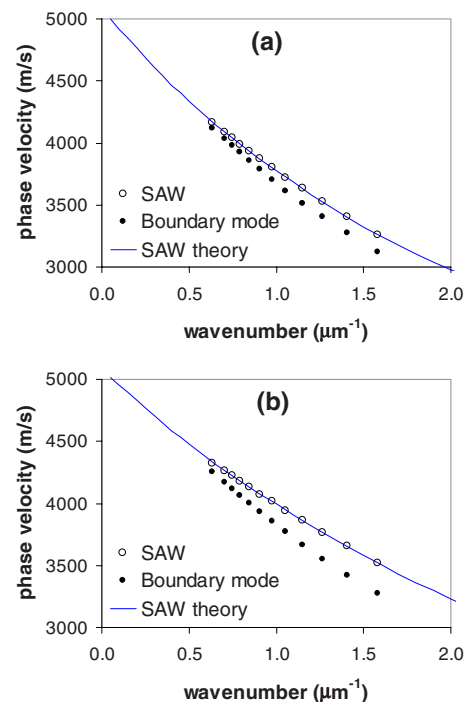 (a)
phase velocity (m/s)
5000
4500
4000
3500
3000
SAW
Boundary mode
SAW theory
0.0 0.5 1.0 1.5 2.0
wavenumber (µm⁻¹)
(b)
phase velocity (m/s)
5000
4500
4000
3500
3000
SAW
Boundary mode
SAW theory
0.0 0.5 1.0 1.5 2.0
wavenumber (µm⁻¹)